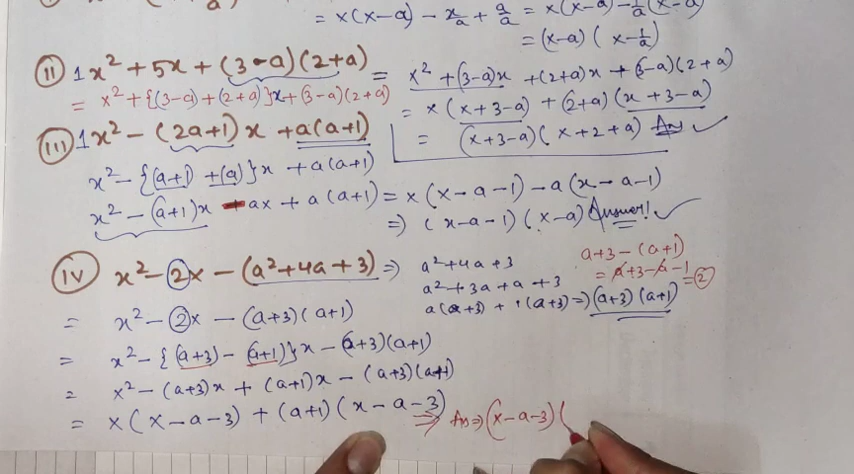 = x(x-a) - x/a + a/a = x(x-a) - 1/a(x-a)
= (x-a) ( x-1/a)
(ii) 1x² + 5x + (3-a)(2+a) = x² + (3-a)x + (2+a)x + (3-a)(2+a)
= x² + {(3-a) + (2+a)}x + (3-a)(2+a)
= x (x+3-a) + (2+a) (x+3-a)
= (x+3-a) (x+2+a) Ans ✓
(iii) 1x² - (2a+1)x + a(a+1)
x² - {(a+1) + (a)}x + a(a+1)
x² - (a+1)x - ax + a(a+1) = x (x-a-1) - a(x-a-1)
=> (x-a-1) (x-a) Answer! ✓
(iv) x² - 2x - (a²+4a+3) => a²+4a+3
a²+3a+a+3
a(a+3) + 1(a+3) => (a+3)(a+1)
a+3-(a+1)
= a+3-a-1
= 2
= x² - 2x - (a+3)(a+1)
= x² - {(a+3) - (a+1)}x - (a+3)(a+1)
= x² - (a+3)x + (a+1)x - (a+3)(a+1)
= x(x-a-3) + (a+1)(x-a-3) => Ans => (x-a-3)(